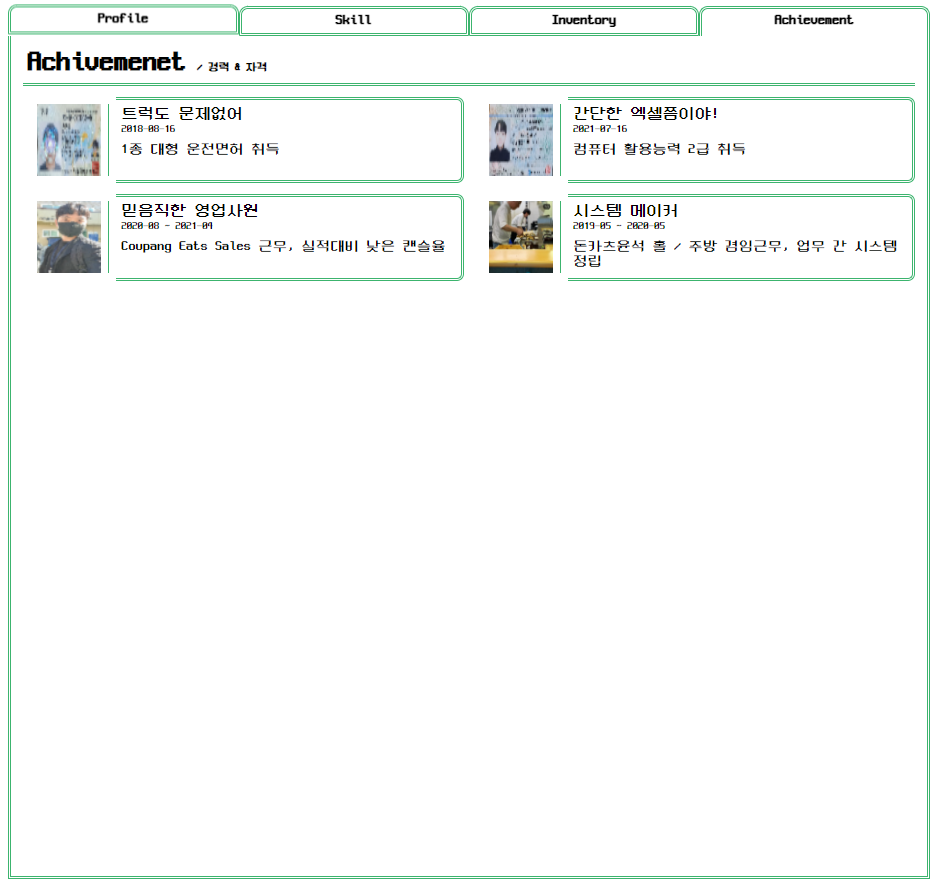 Profile
Skill
Inventory
Achievement
Achivemenet / 경력 & 자격
트럭도 문제없어
2018-08-16
1종 대형 운전면허 취득
간단한 엑셀쯤이야!
2021-07-16
컴퓨터 활용능력 2급 취득
믿음직한 영업사원
2020-08 - 2021-04
Coupang Eats Sales 근무, 실적대비 낮은 캔슬율
시스템 메이커
2019-05 - 2020-05
돈카츠윤석 홀 / 주방 겸임근무, 업무 간 시스템
정립